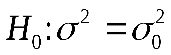 H₀: σ² = σ₀²